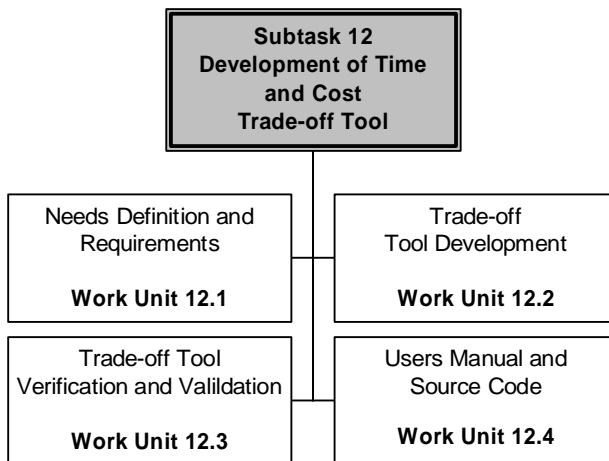 Subtask 12
Development of Time
and Cost
Trade-off Tool
Needs Definition and
Requirements
Work Unit 12.1
Trade-off
Tool Development
Work Unit 12.2
Trade-off Tool
Verification and Valildation
Work Unit 12.3
Users Manual and
Source Code
Work Unit 12.4